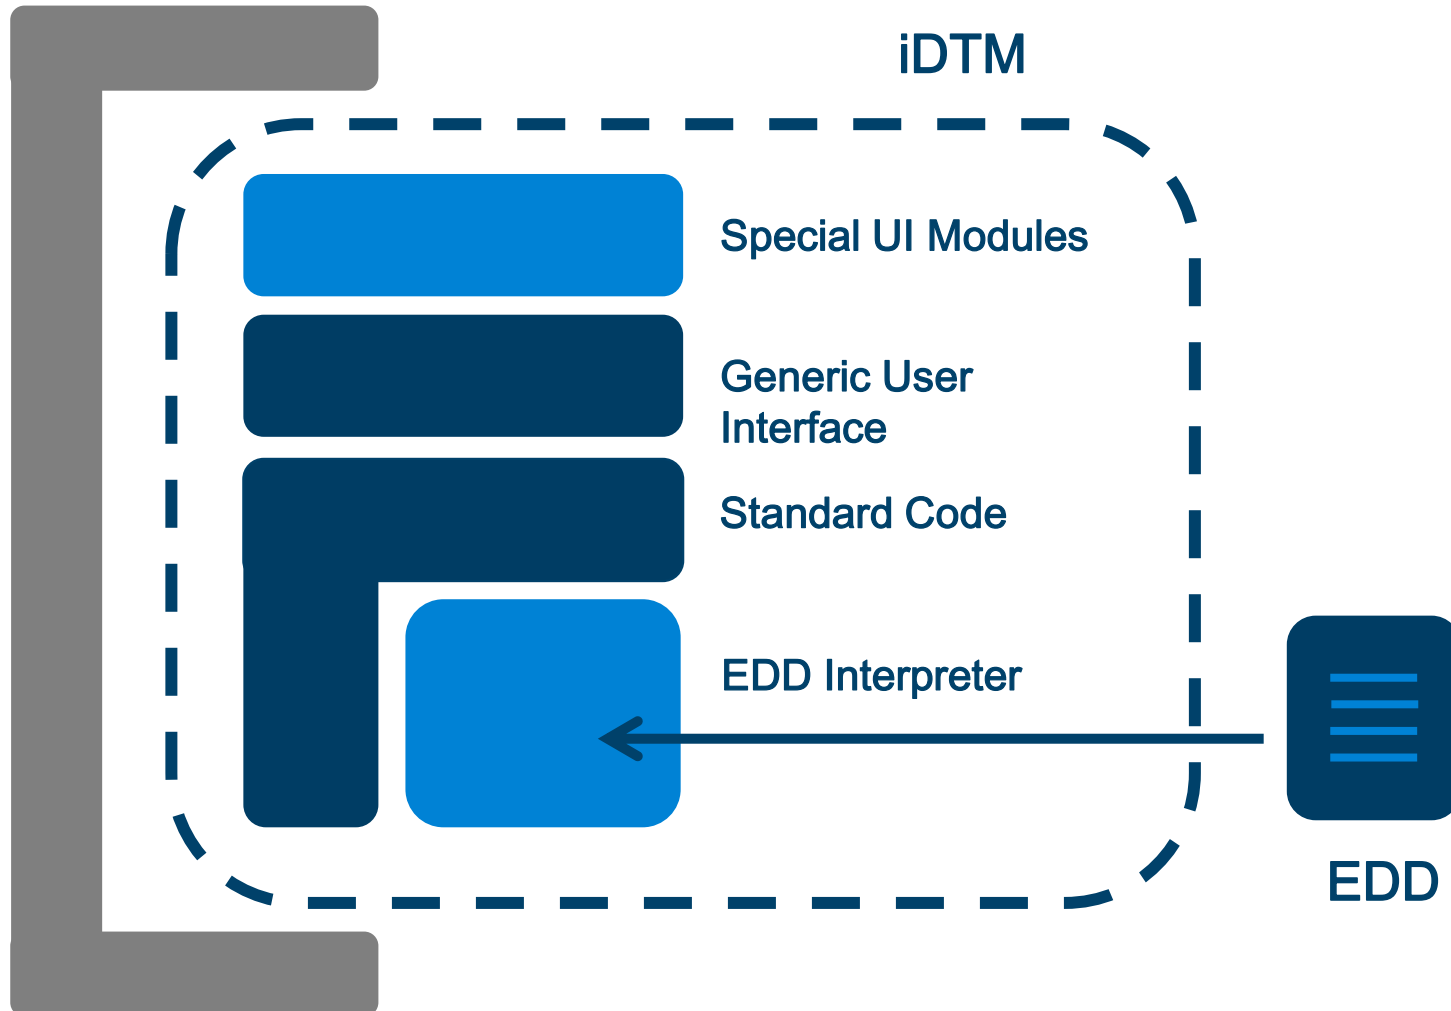 iDTM
Special UI Modules
Generic User
Interface
Standard Code
EDD Interpreter
EDD